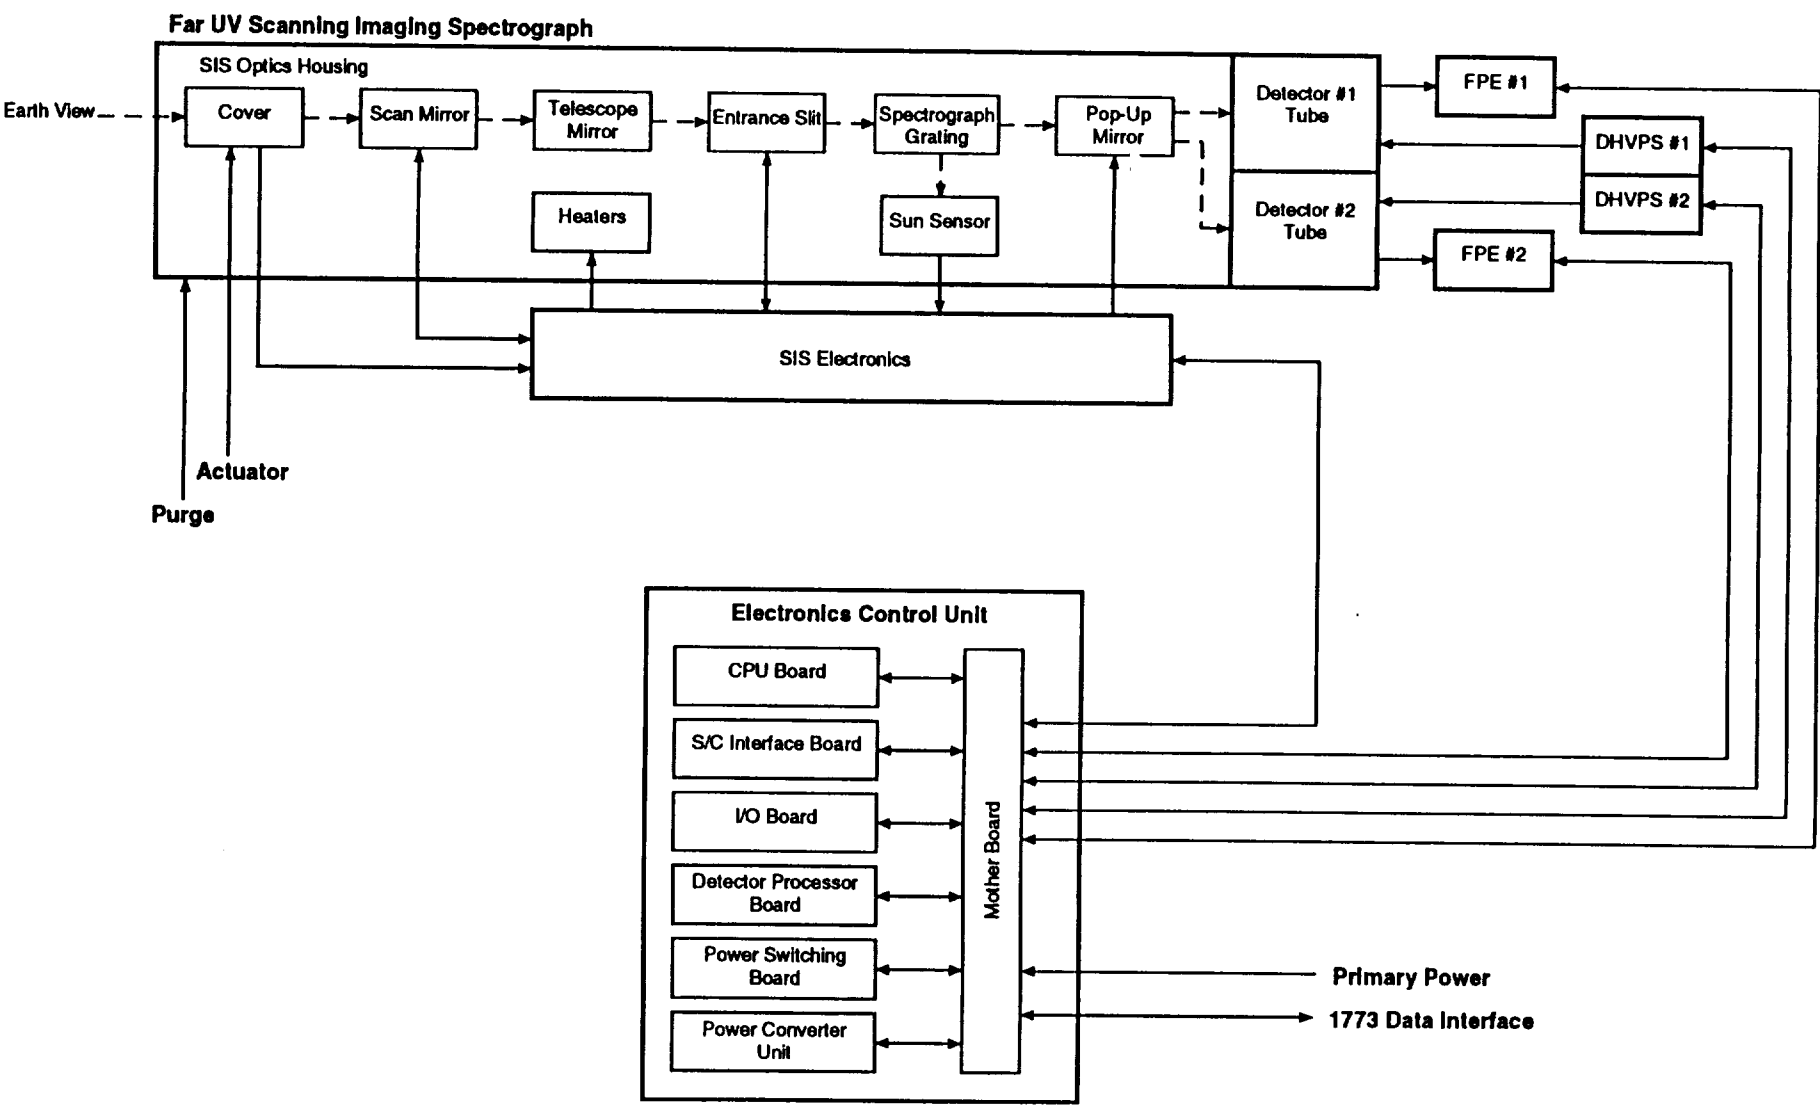 Far UV Scanning Imaging Spectrograph
SIS Optics Housing
Earth View
Cover
Scan Mirror
Telescope
Mirror
Entrance Slit
Spectrograph
Grating
Pop-Up
Mirror
Detector #1
Tube
FPE #1
DHVPS #1
DHVPS #2
Heaters
Sun Sensor
Detector #2
Tube
FPE #2
SIS Electronics
Actuator
Purge
Electronics Control Unit
CPU Board
S/C Interface Board
I/O Board
Detector Processor
Board
Power Switching
Board
Power Converter
Unit
Mother Board
Primary Power
1773 Data Interface